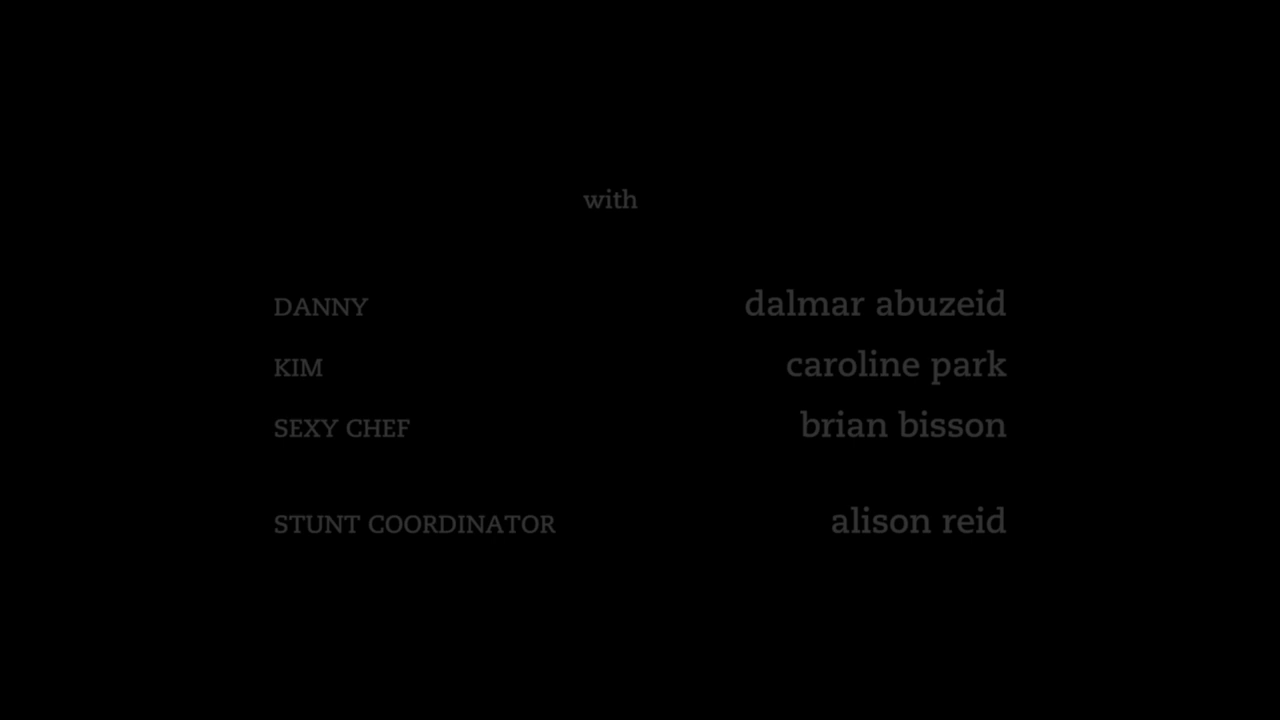 with
DANNY dalmar abuzeid
KIM caroline park
SEXY CHEF brian bisson
STUNT COORDINATOR alison reid